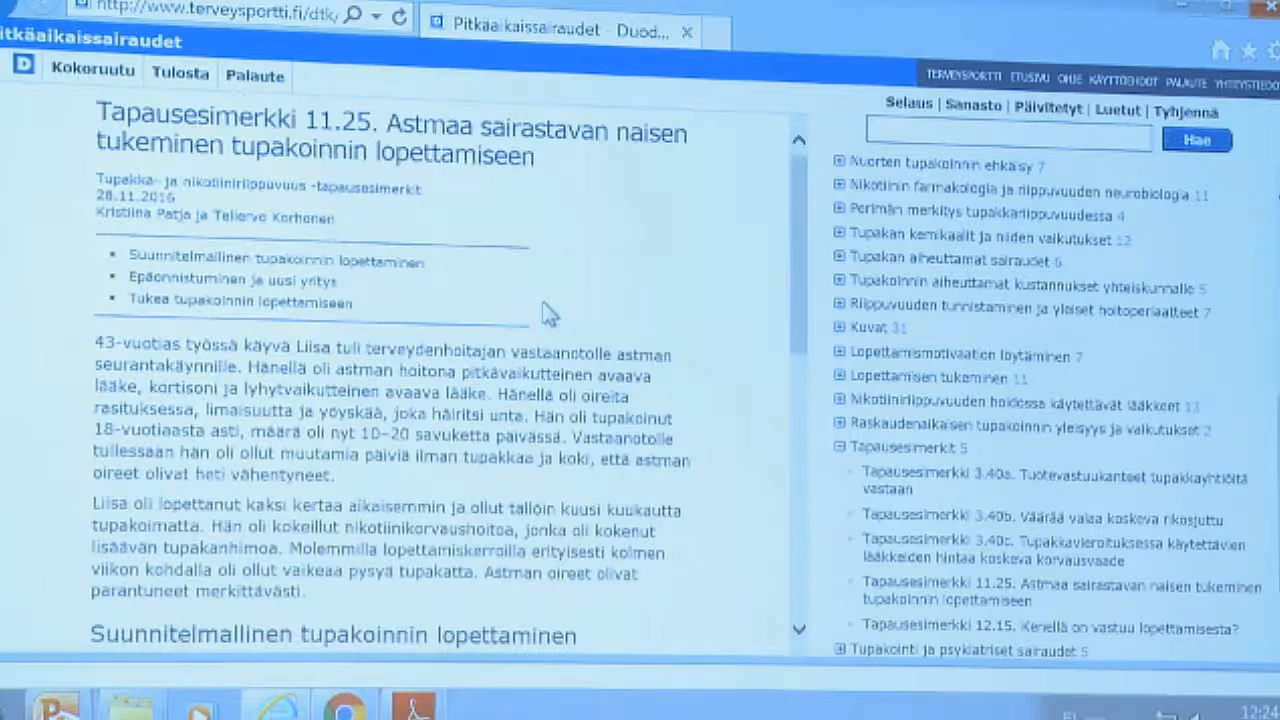 http://www.terveysportti.fi/dtk/
Pitkäaikaissairaudet - Duod...
itkäaikaissairaudet
Kokoruutu Tulosta Palaute
TERVEYSPORTTI ETUSIVU OHJE KÄYTTÖEHDOT PALAUTE YHTEYSTIEDO
Tapausesimerkki 11.25. Astmaa sairastavan naisen
tukeminen tupakoinnin lopettamiseen
Tupakka- ja nikotiiniriippuvuus -tapausesimerkit
28.11.2016
Kristiina Patja ja Tellervo Korhonen
Suunnitelmallinen tupakoinnin lopettaminen
Epäonnistuminen ja uusi yritys
Tukea tupakoinnin lopettamiseen
43-vuotias työssä käyvä Liisa tuli terveydenhoitajan vastaanotolle astman
seurantakäynnille. Hänellä oli astman hoitona pitkävaikutteinen avaava
lääke, kortisoni ja lyhytvaikutteinen avaava lääke. Hänellä oli oireita
rasituksessa, limaisuutta ja yöyskää, joka häiritsi unta. Hän oli tupakoinut
18-vuotiaasta asti, määrä oli nyt 10-20 savuketta päivässä. Vastaanotolle
tullessaan hän oli ollut muutamia päiviä ilman tupakkaa ja koki, että astman
oireet olivat heti vähentyneet.
Liisa oli lopettanut kaksi kertaa aikaisemmin ja ollut tällöin kuusi kuukautta
tupakoimatta. Hän oli kokeillut nikotiinikorvaushoitoa, jonka oli kokenut
lisäävän tupakanhimoa. Molemmilla lopettamiskerroilla erityisesti kolmen
viikon kohdalla oli ollut vaikeaa pysyä tupakatta. Astman oireet olivat
parantuneet merkittävästi.
Suunnitelmallinen tupakoinnin lopettaminen
Selaus | Sanasto | Päivitetyt | Luetut | Tyhjennä
Hae
Nuorten tupakoinnin ehkäisy 7
Nikotiinin farmakologia ja riippuvuuden neurobiologia 11
Perimän merkitys tupakkariippuvuudessa 4
Tupakan kemikaalit ja niiden vaikutukset 12
Tupakan aiheuttamat sairaudet 6
Tupakoinnin aiheuttamat kustannukset yhteiskunnalle 5
Riippuvuuden tunnistaminen ja yleiset hoitoperiaatteet 7
Kuvat 31
Lopettamismotivaation löytäminen 7
Lopettamisen tukeminen 11
Nikotiiniriippuvuuden hoidossa käytettävät lääkkeet 13
Raskaudenaikaisen tupakoinnin yleisyys ja vaikutukset 2
Tapausesimerkit 5
Tapausesimerkki 3.40a. Tuotevastuukanteet tupakkayhtiöitä
vastaan
Tapausesimerkki 3.40b. Väärää valaa koskeva rikosjuttu
Tapausesimerkki 3.40c. Tupakkavieroituksessa käytettävien
lääkkeiden hintaa koskeva korvausvaade
Tapausesimerkki 11.25. Astmaa sairastavan naisen tukeminen
tupakoinnin lopettamiseen
Tapausesimerkki 12.15. Kenellä on vastuu lopettamisesta?
Tupakointi ja psykiatriset sairaudet 5
FI
12:24